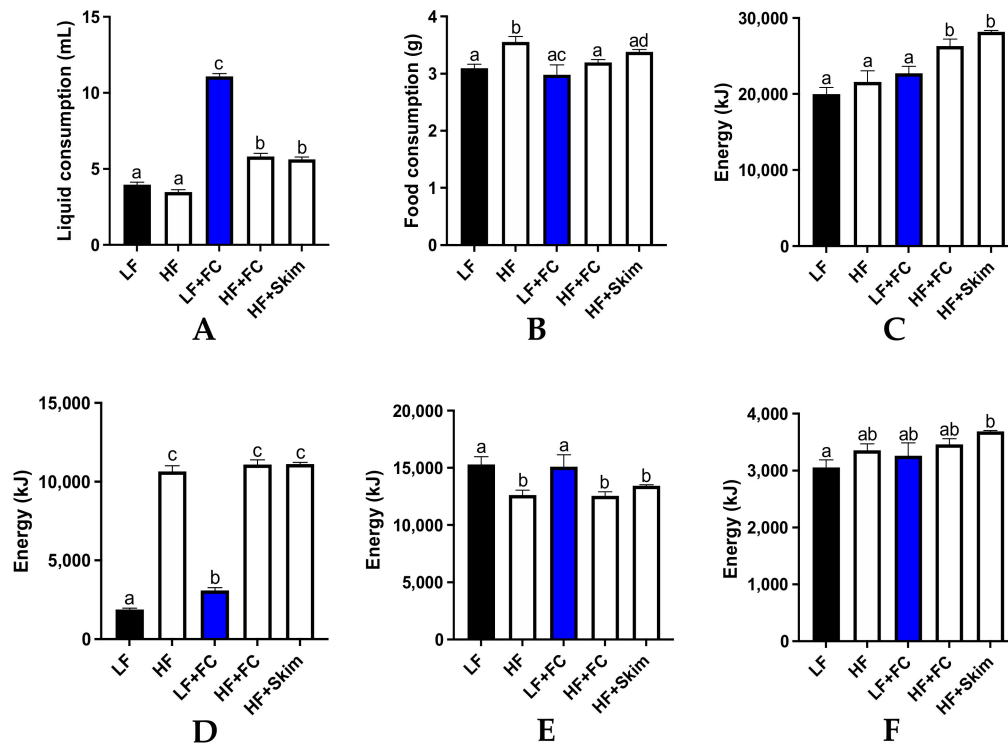 Liquid consumption (mL)
15
10
5
0
a
a
c
b
b
LF
HF
LF+FC
HF+FC
HF+Skim
A
Food consumption (g)
4
3
2
1
0
a
b
ac
a
ad
LF
HF
LF+FC
HF+FC
HF+Skim
B
Energy (kJ)
30,000
20,000
10,000
0
a
a
a
b
b
LF
HF
LF+FC
HF+FC
HF+Skim
C
Energy (kJ)
15,000
10,000
5,000
0
a
c
b
c
c
LF
HF
LF+FC
HF+FC
HF+Skim
D
Energy (kJ)
20,000
15,000
10,000
5,000
0
a
b
a
b
b
LF
HF
LF+FC
HF+FC
HF+Skim
E
Energy (kJ)
4,000
3,000
2,000
1,000
0
a
ab
ab
ab
b
LF
HF
LF+FC
HF+FC
HF+Skim
F